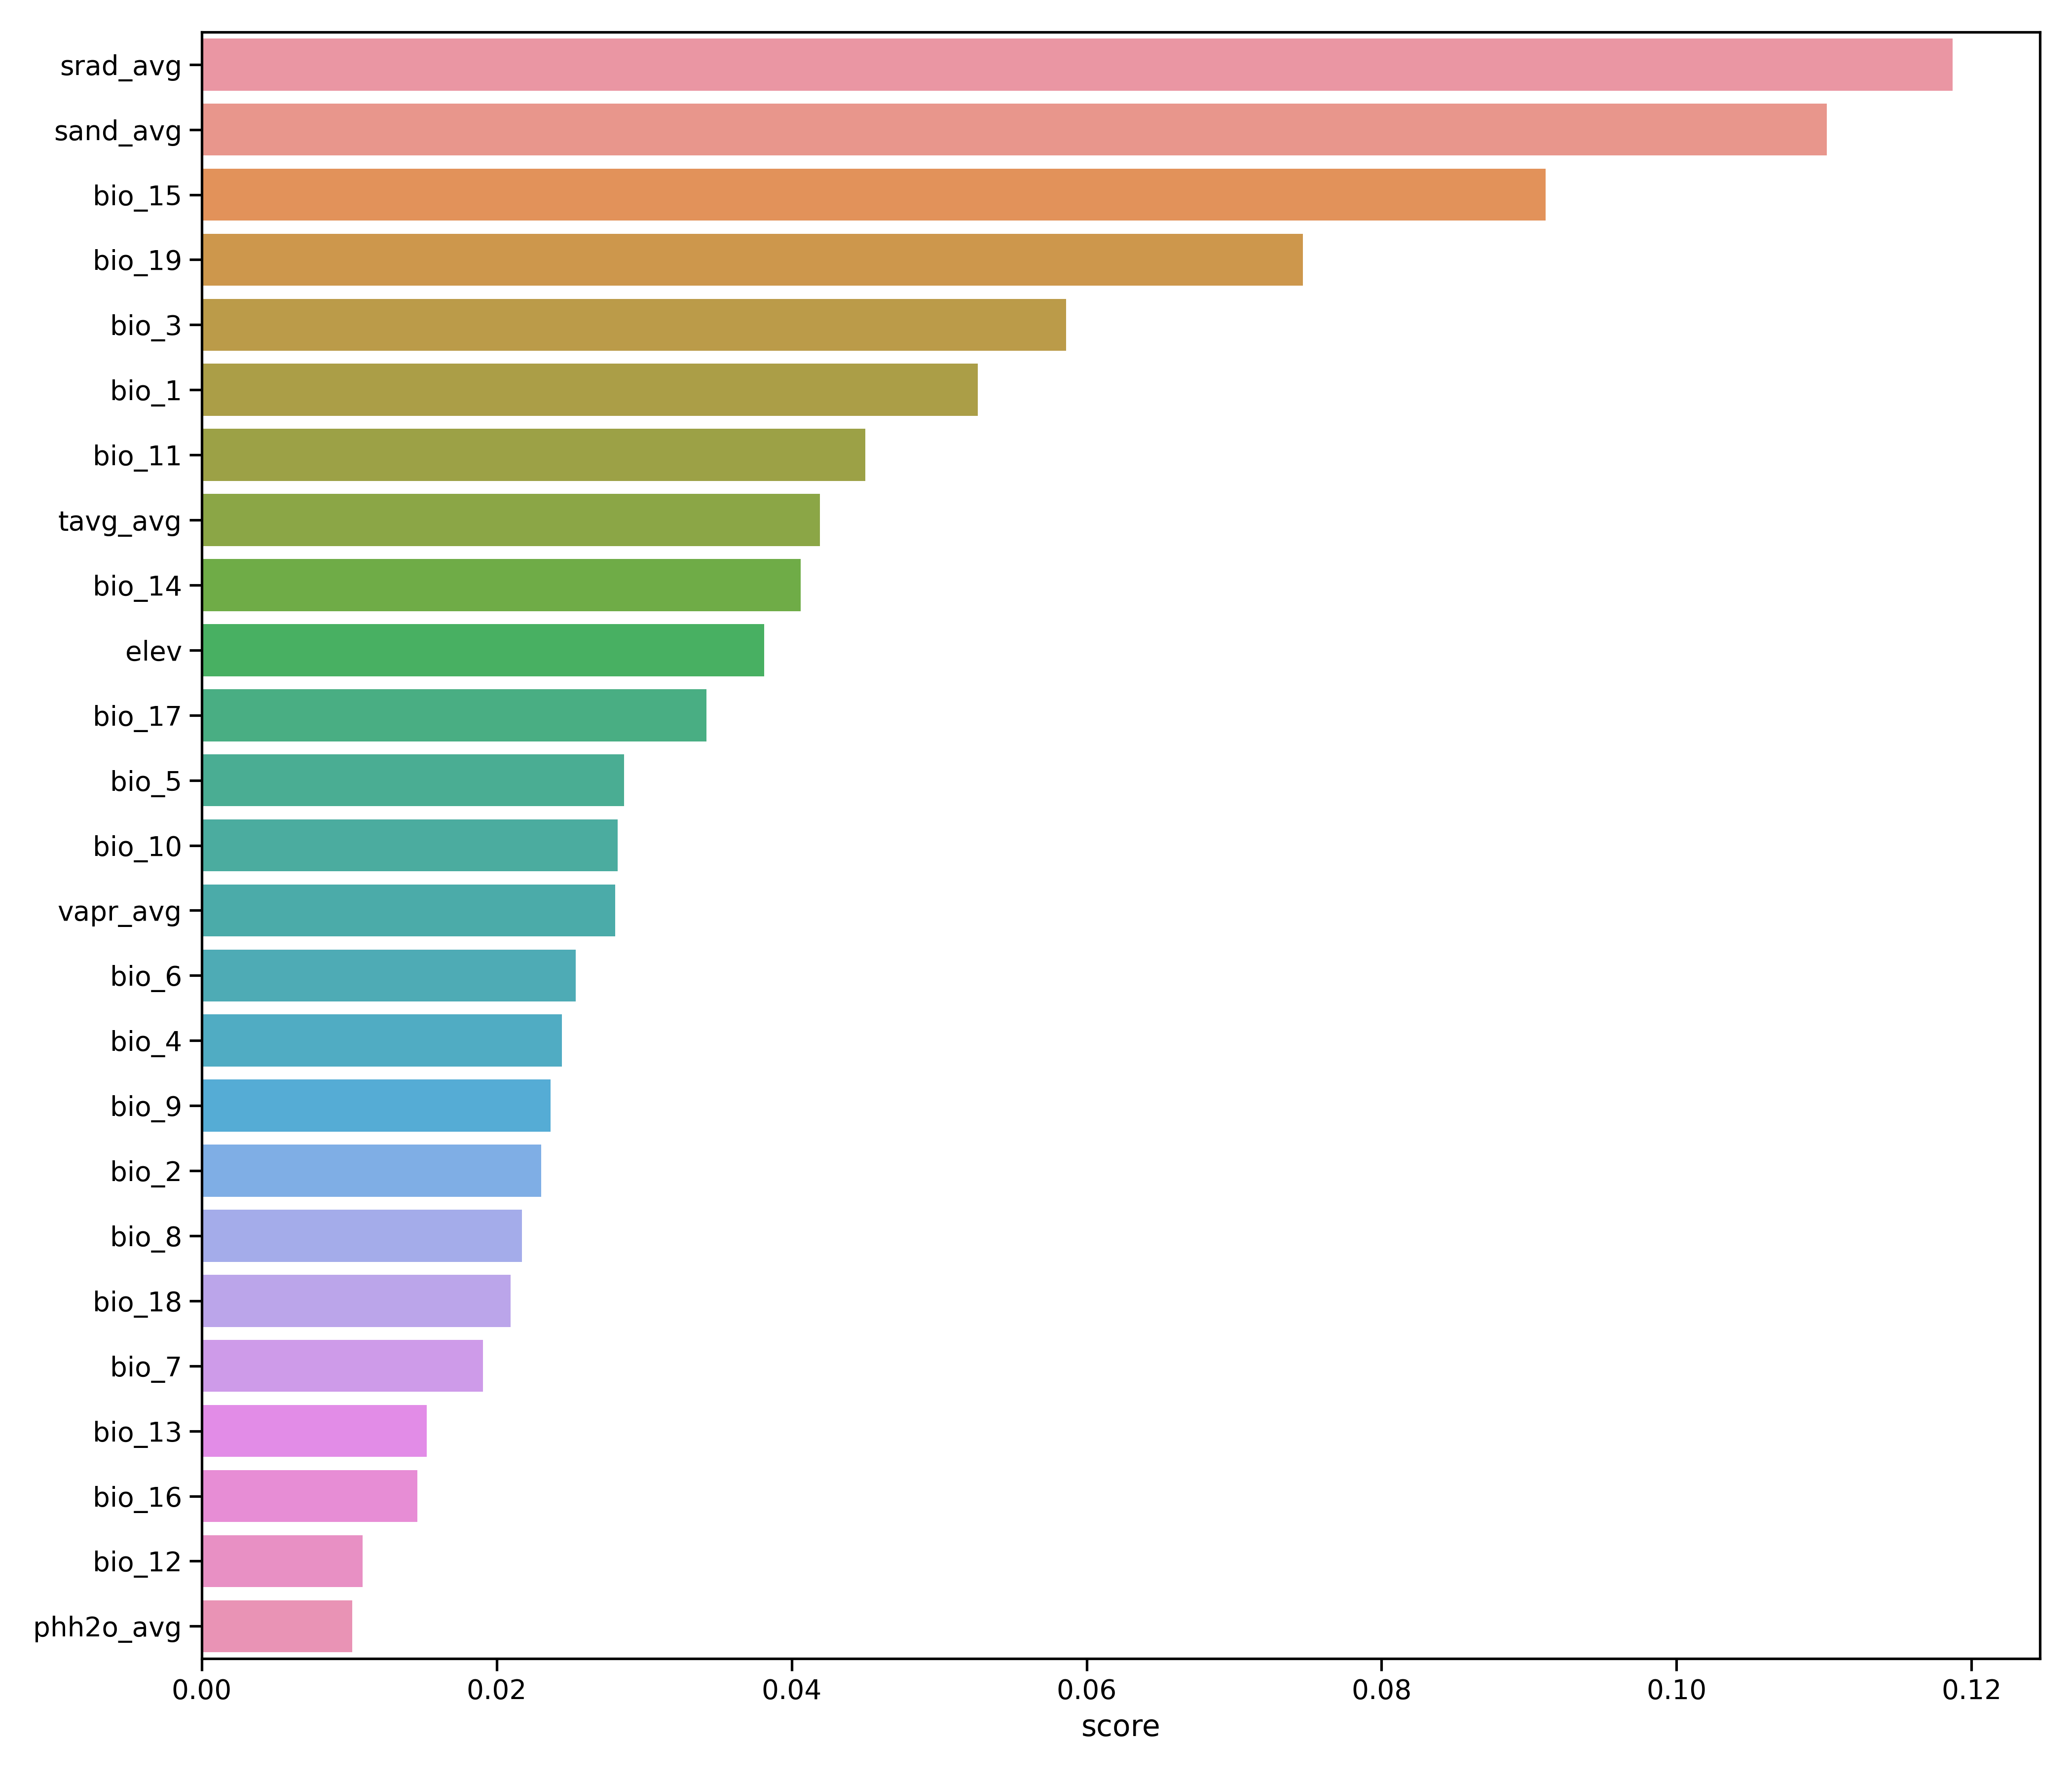 srad_avg
sand_avg
bio_15
bio_19
bio_3
bio_1
bio_11
tavg_avg
bio_14
elev
bio_17
bio_5
bio_10
vapr_avg
bio_6
bio_4
bio_9
bio_2
bio_8
bio_18
bio_7
bio_13
bio_16
bio_12
phh2o_avg
0.00 0.02 0.04 0.06 0.08 0.10 0.12
score